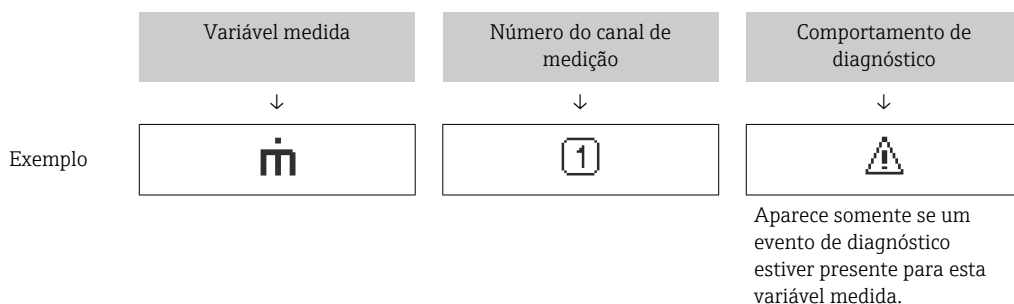 Variável medida
Número do canal de
medição
Comportamento de
diagnóstico
↓ ↓ ↓
Exemplo
ṁ
1
Aparece somente se um
evento de diagnóstico
estiver presente para esta
variável medida.